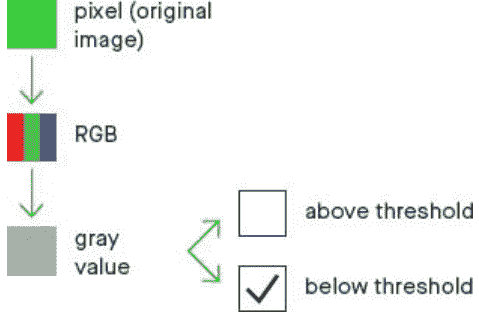 pixel (original
image)
RGB
gray
value
above threshold
below threshold